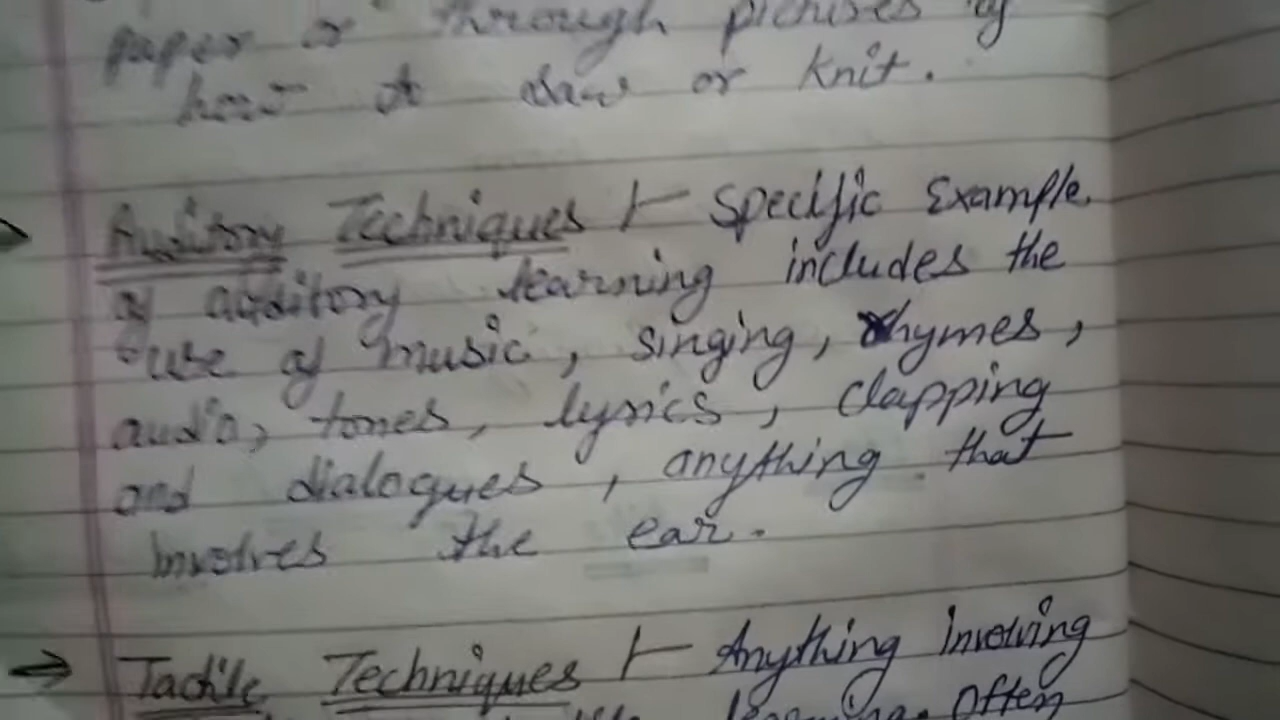 paper or through pictures of
how to draw or knit.
Auditory Techniques :- Specific Example
of auditory learning includes the
use of music, singing, rhymes,
audio, tones, lyrics, clapping
and dialogues, anything that
involves the ear.
→ Tactile Techniques :- Anything involving
learning. Often